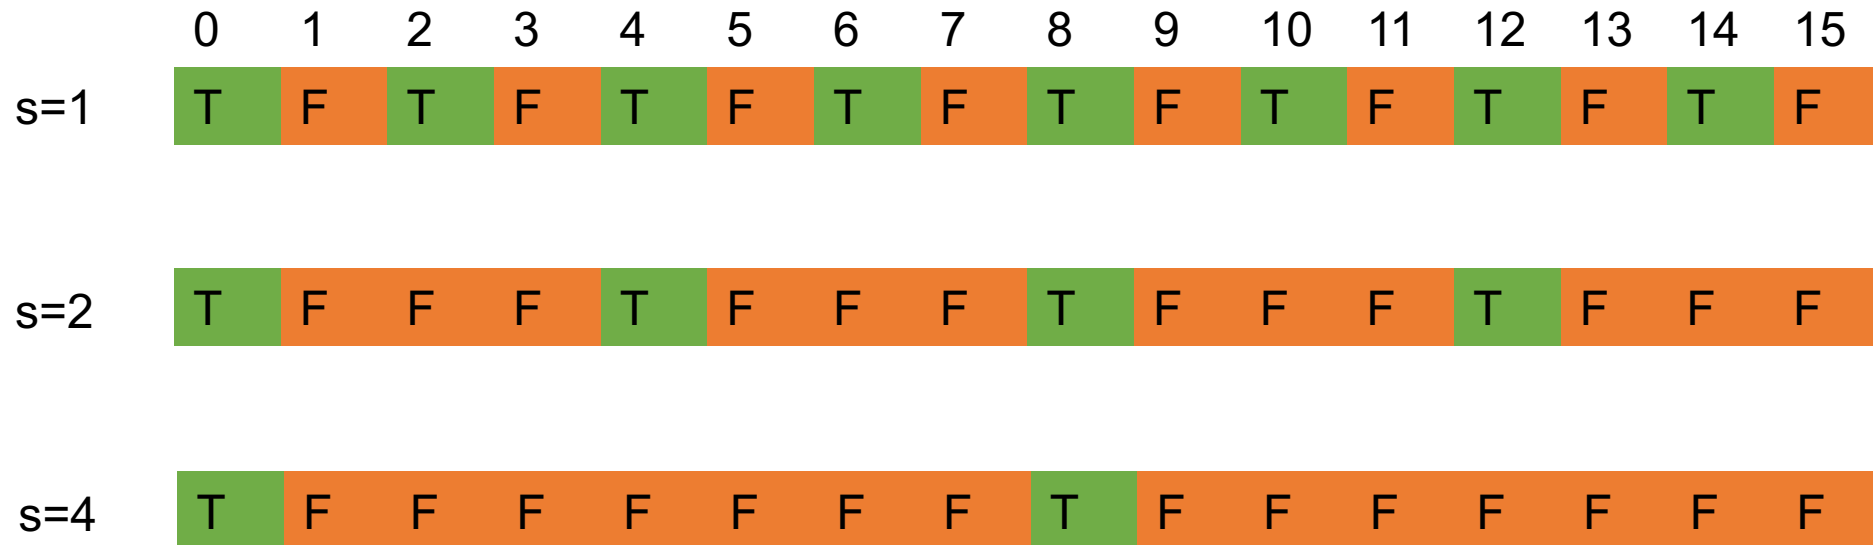 0 1 2 3 4 5 6 7 8 9 10 11 12 13 14 15
s=1 T F T F T F T F T F T F T F T F
s=2 T F F F T F F F T F F F T F F F
s=4 T F F F F F F F T F F F F F F F